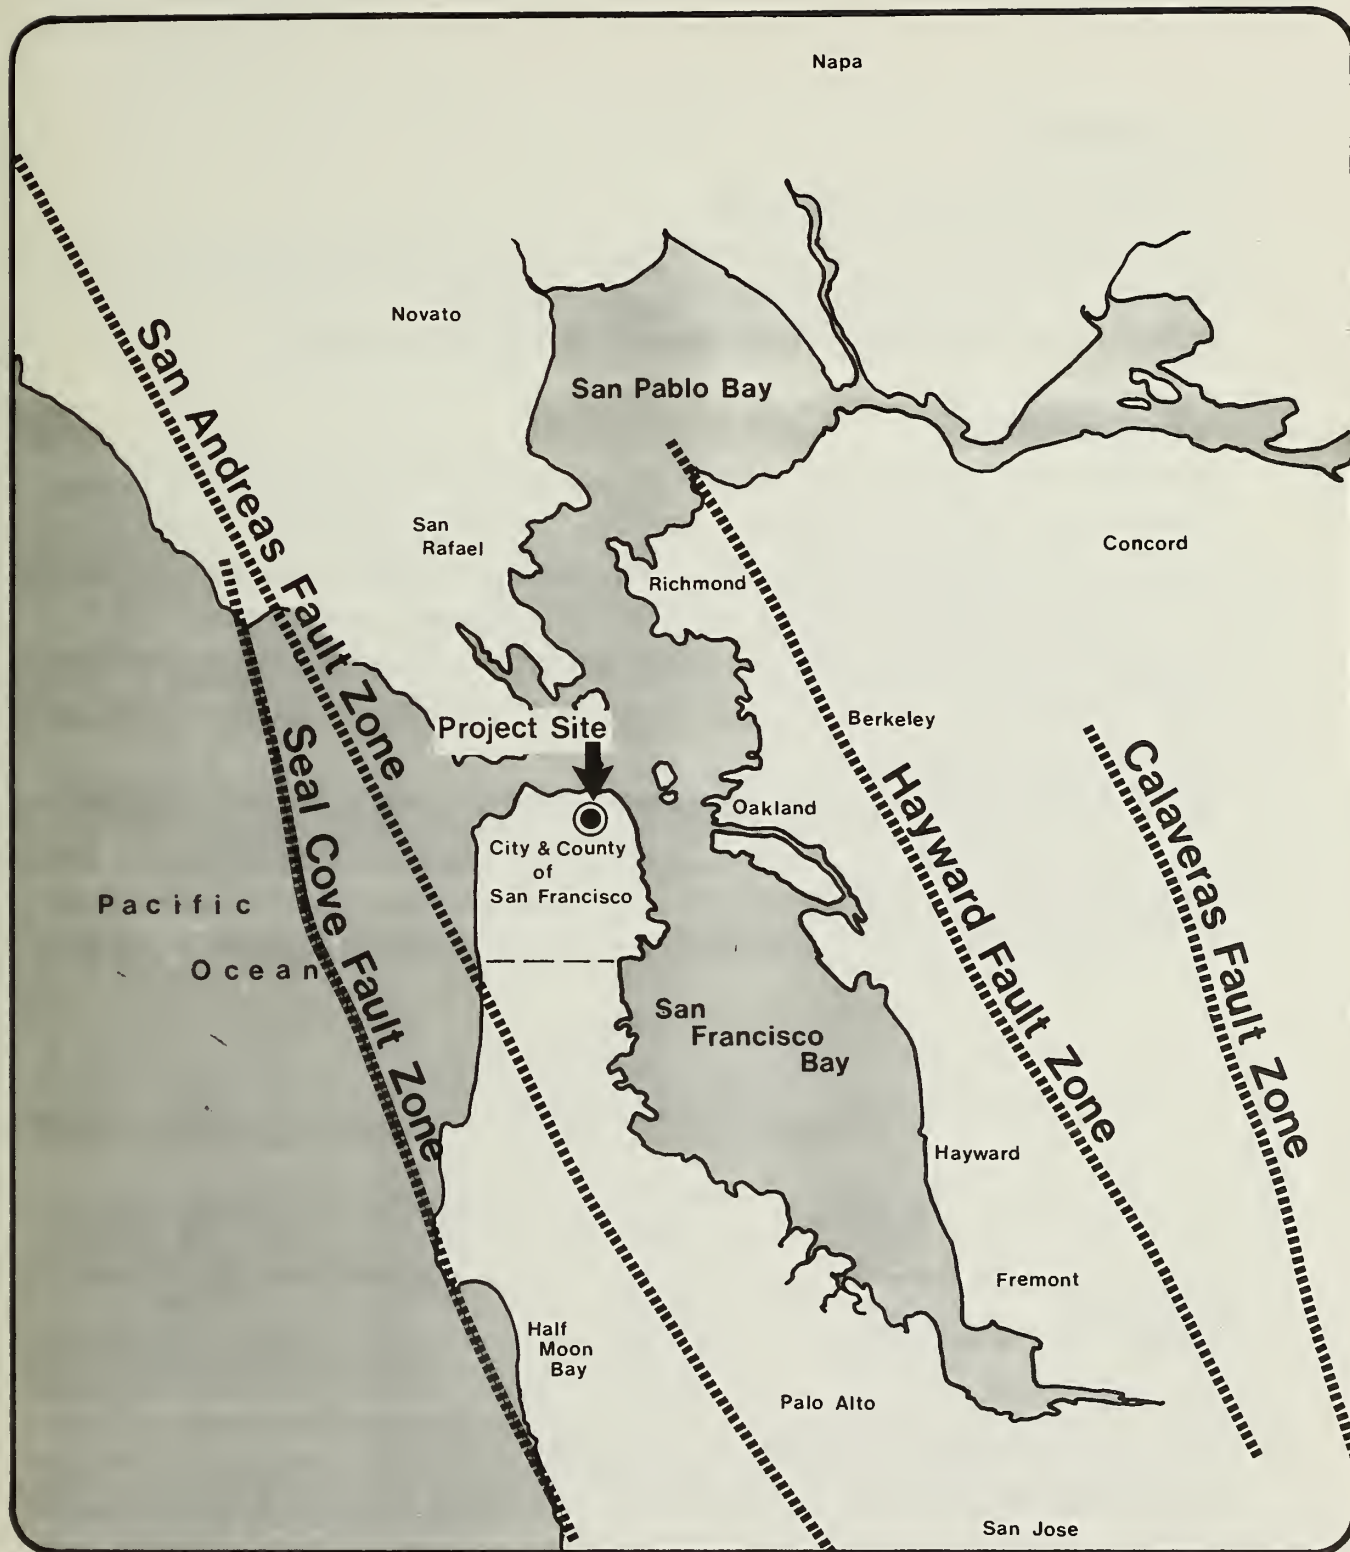 Napa
Novato
San Pablo Bay
San Andreas Fault Zone
San
Rafael
Concord
Richmond
Project Site
Berkeley
Seal Cove Fault Zone
Hayward Fault Zone
Calaveras Fault Zone
Oakland
City & County
of
San Francisco
Pacific
Ocean
San
Francisco
Bay
Hayward
Fremont
Half
Moon
Bay
Palo Alto
San Jose